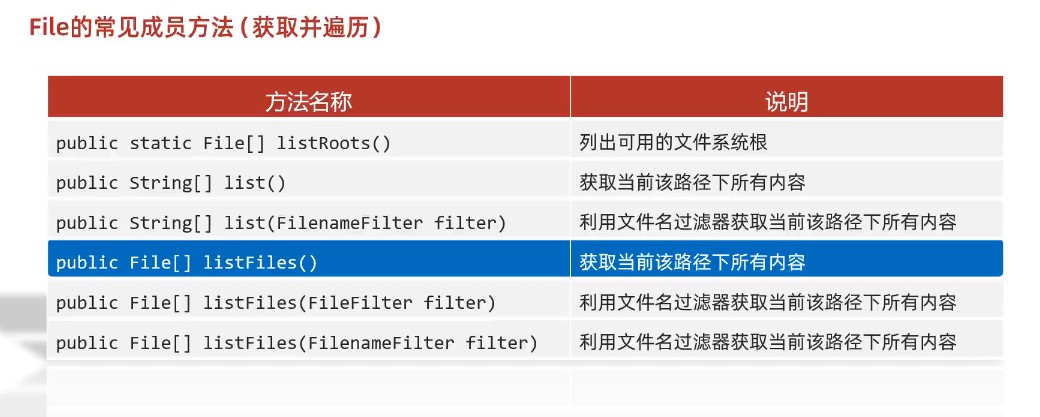 File的常见成员方法(获取并遍历)
方法名称 说明
public static File[] listRoots() 列出可用的文件系统根
public String[] list() 获取当前该路径下所有内容
public String[] list(FilenameFilter filter) 利用文件名过滤器获取当前该路径下所有内容
public File[] listFiles() 获取当前该路径下所有内容
public File[] listFiles(FileFilter filter) 利用文件名过滤器获取当前该路径下所有内容
public File[] listFiles(FilenameFilter filter) 利用文件名过滤器获取当前该路径下所有内容